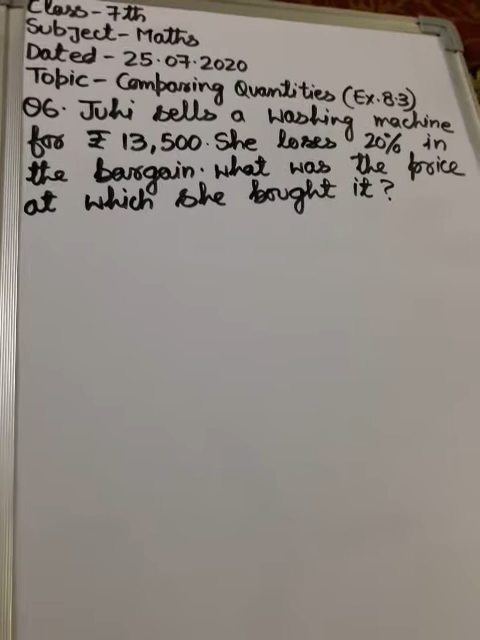 Class-7th
Subject-Maths
Dated-25.07.2020
Topic-Comparing Quantities (Ex.8.3)
Q6. Juhi sells a washing machine
for ₹ 13,500. She loses 20% in
the bargain. What was the price
at which she bought it?